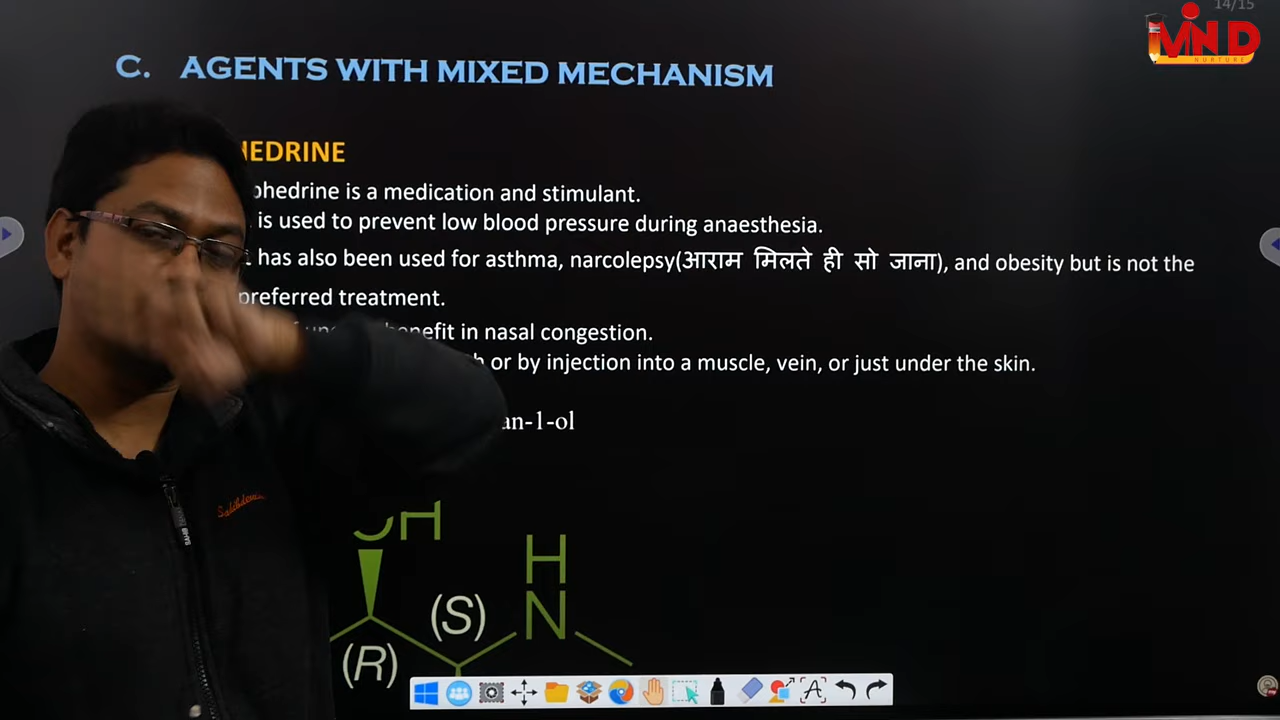 14/15
MIND
NURTURE
C. AGENTS WITH MIXED MECHANISM
HEDRINE
phedrine is a medication and stimulant.
is used to prevent low blood pressure during anaesthesia.
has also been used for asthma, narcolepsy(आराम मिलते ही सो जाना), and obesity but is not the
preferred treatment.
in nasal congestion.
or by injection into a muscle, vein, or just under the skin.
an-1-ol
OH
H
N
(S)
(R)